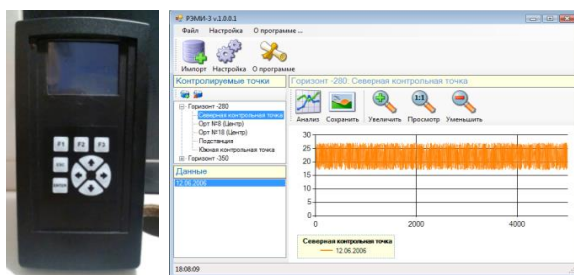 F1 F2 F3
ESC
ENTER
РЭМИ-3 v.1.0.0.1
Файл Настройка О программе ...
Импорт Настройка О программе
Контролируемые точки
Горизонт -280
Северная контрольная точка
Орт №8 (Центр)
Орт №18 (Центр)
Подстанция
Южная контрольная точка
Горизонт -350
Данные
12.06.2006
Горизонт -280. Северная контрольная точка
Анализ Сохранить Увеличить Просмотр Уменьшить
1:1
30
25
20
15
10
5
0
0 2000 4000
Северная контрольная точка
12.06.2006
18:08:09